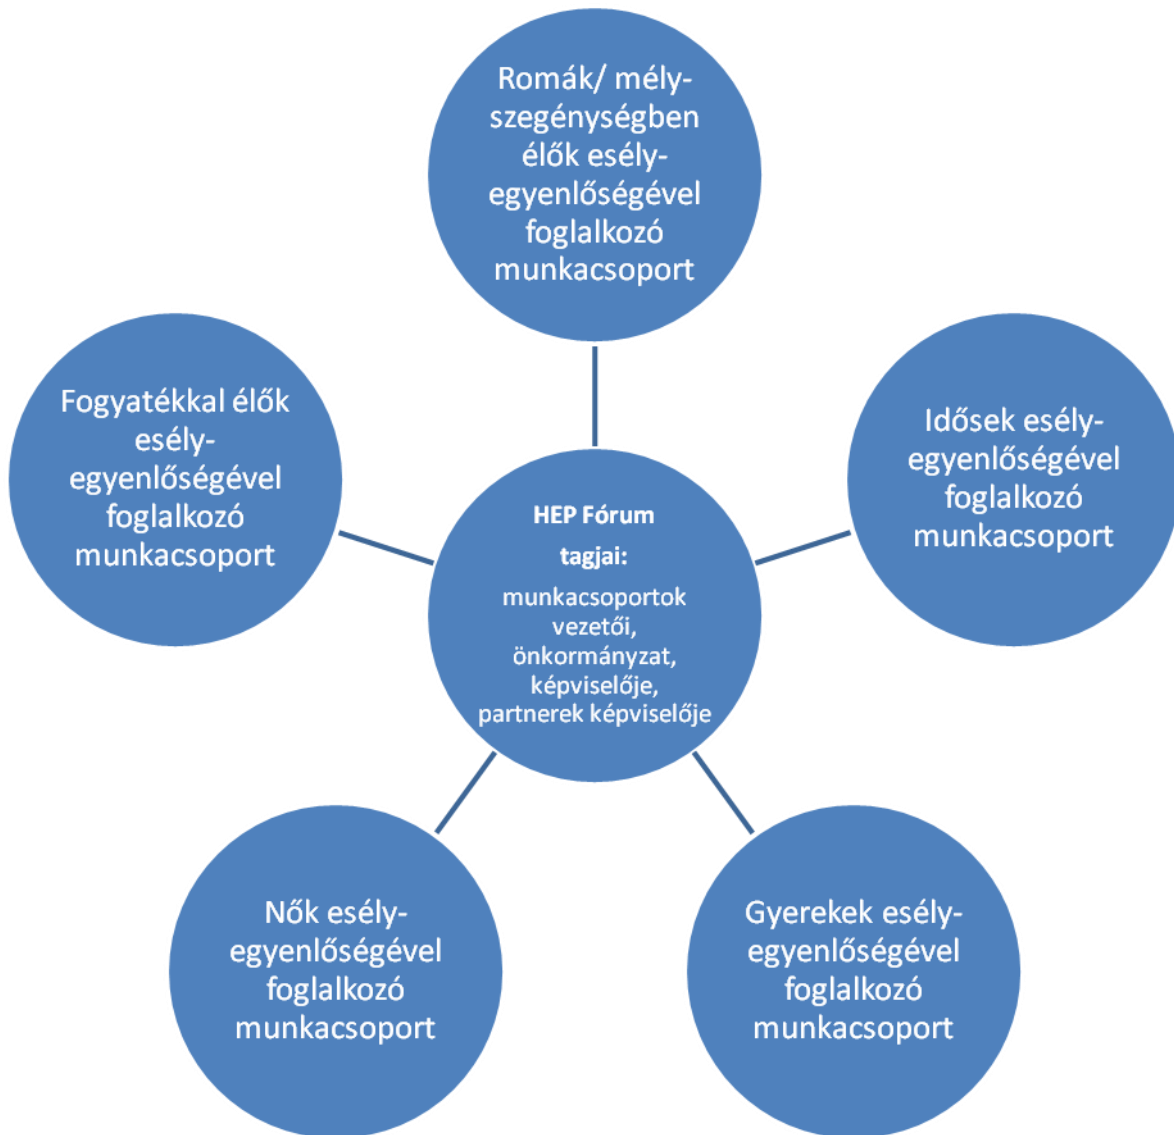 Romák/ mély-
szegénységben
élők esély-
egyenlőségével
foglalkozó
munkacsoport
Fogyatékkal élők
esély-
egyenlőségével
foglalkozó
munkacsoport
Idősek esély-
egyenlőségével
foglalkozó
munkacsoport
HEP Fórum
tagjai:
munkacsoportok
vezetői,
önkormányzat,
képviselője,
partnerek képviselője
Nők esély-
egyenlőségével
foglalkozó
munkacsoport
Gyerekek esély-
egyenlőségével
foglalkozó
munkacsoport